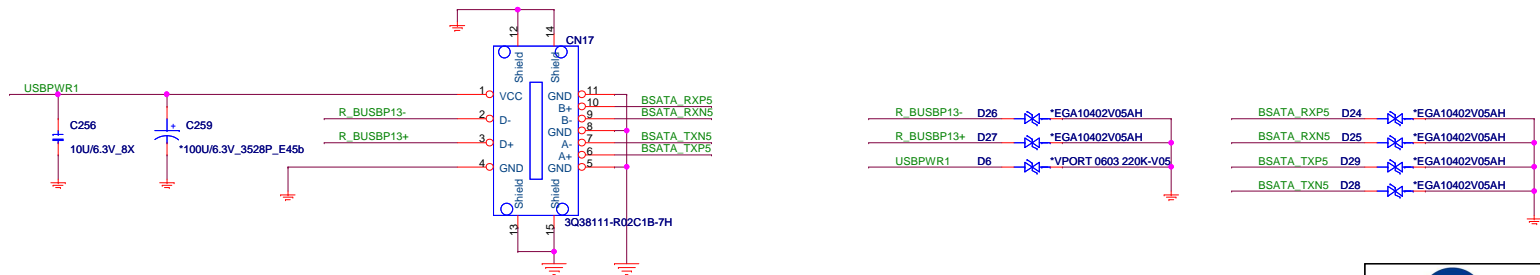 12
14
CN17
Shield
Shield
USBPWR1
1 VCC GND 11
B+ 10 BSATA_RXP5
R_BUSBP13- 2 D- B- 9 BSATA_RXN5
GND 8
R_BUSBP13+ 3 D+ A- 7 BSATA_TXN5
A+ 6 BSATA_TXP5
4 GND GND 5
Shield
Shield
13
15
3Q38111-R02C1B-7H
C256
10U/6.3V_8X
+
C259
*100U/6.3V_3528P_E45b
R_BUSBP13- D26 *EGA10402V05AH
R_BUSBP13+ D27 *EGA10402V05AH
USBPWR1 D6 *VPORT 0603 220K-V05
BSATA_RXP5 D24 *EGA10402V05AH
BSATA_RXN5 D25 *EGA10402V05AH
BSATA_TXP5 D29 *EGA10402V05AH
BSATA_TXN5 D28 *EGA10402V05AH